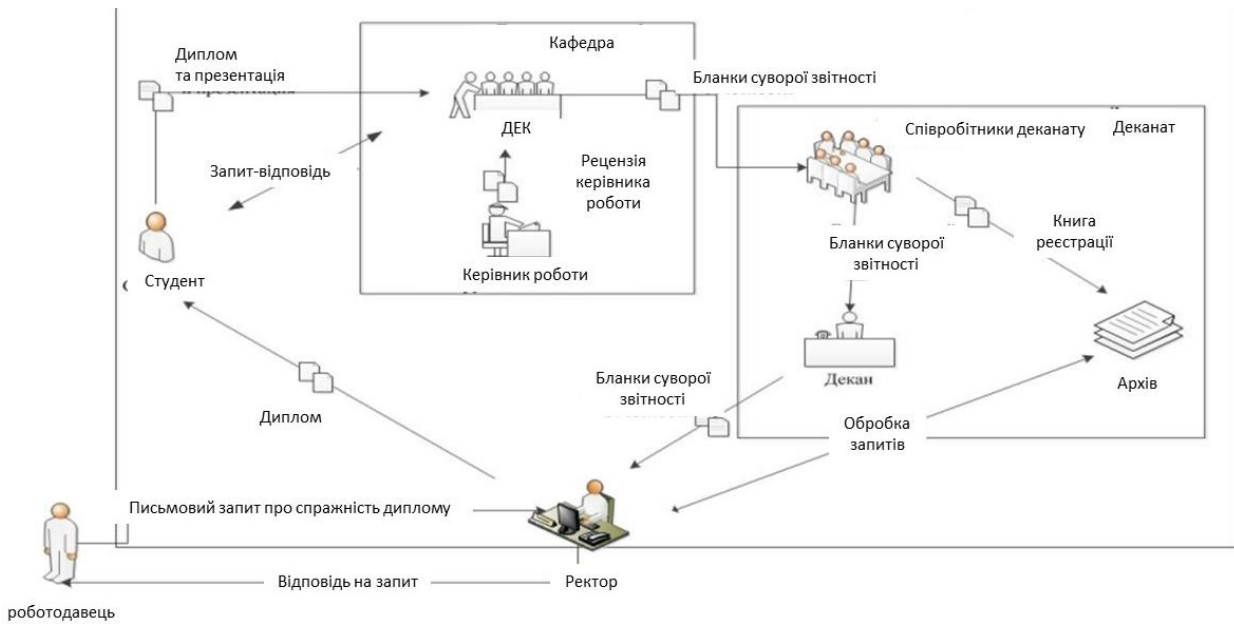 Кафедра
Диплом
та презентація
Бланки суворої звітності
ДЕК
Співробітники деканату
Деканат
Запит-відповідь
Рецензія
керівника
роботи
Книга
реєстрації
Бланки суворої
звітності
Керівник роботи
Студент
Декан
Архів
Бланки суворої
звітності
Диплом
Обробка
запитів
Письмовий запит про спражність диплому
Відповідь на запит
Ректор
роботодавець